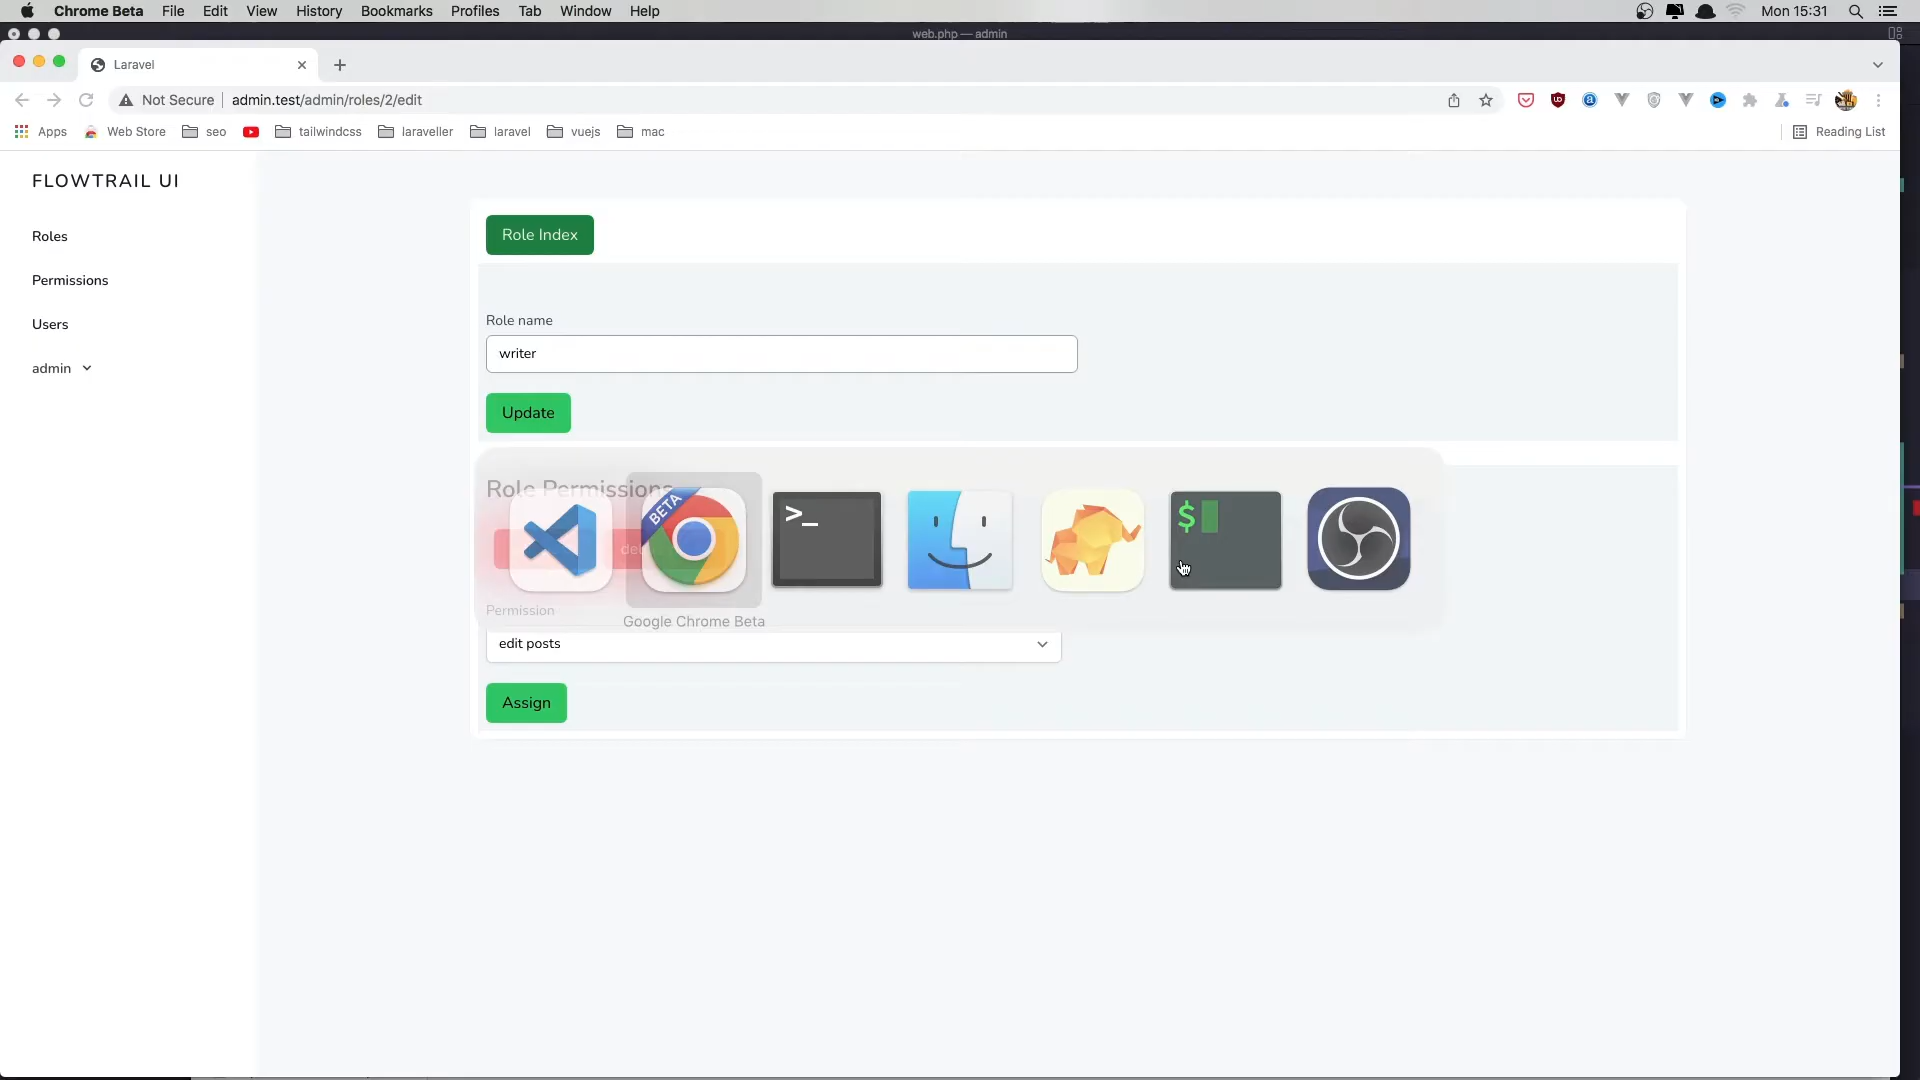 Chrome Beta File Edit View History Bookmarks Profiles Tab Window Help Mon 15:31
web.php — admin
Laravel
Not Secure admin.test/admin/roles/2/edit
Apps Web Store seo tailwindcss laraveller laravel vuejs mac Reading List
FLOWTRAIL UI
Roles
Permissions
Users
admin
Role Index
Role name
writer
Update
Role Permissions
BETA
>_
$
Permission
Google Chrome Beta
edit posts
Assign